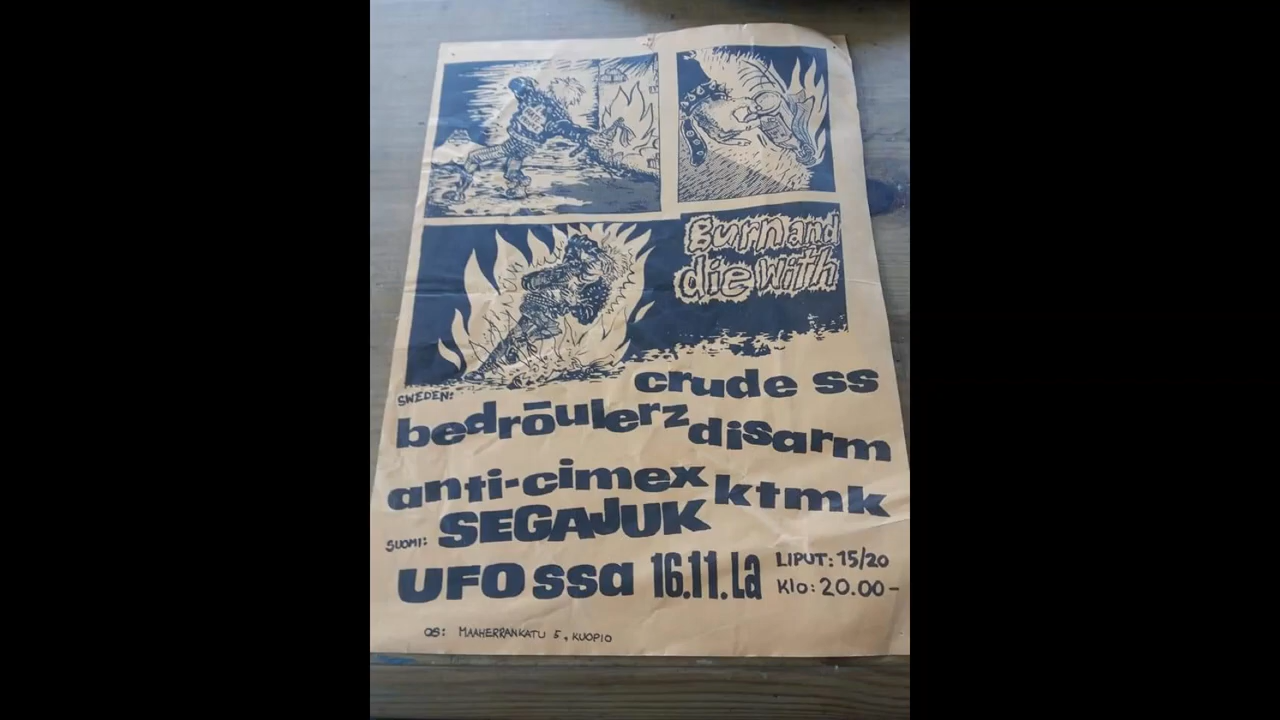 Burn and
die with
crude ss
SWEDEN:
bedrōulerz disarm
anti-cimex ktmk
SUOMI: SEGAJUK
UFO ssa 16.11. La LIPUT: 15/20
Klo: 20.00-
OS: MAAHERRANKATU 5, KUOPIO